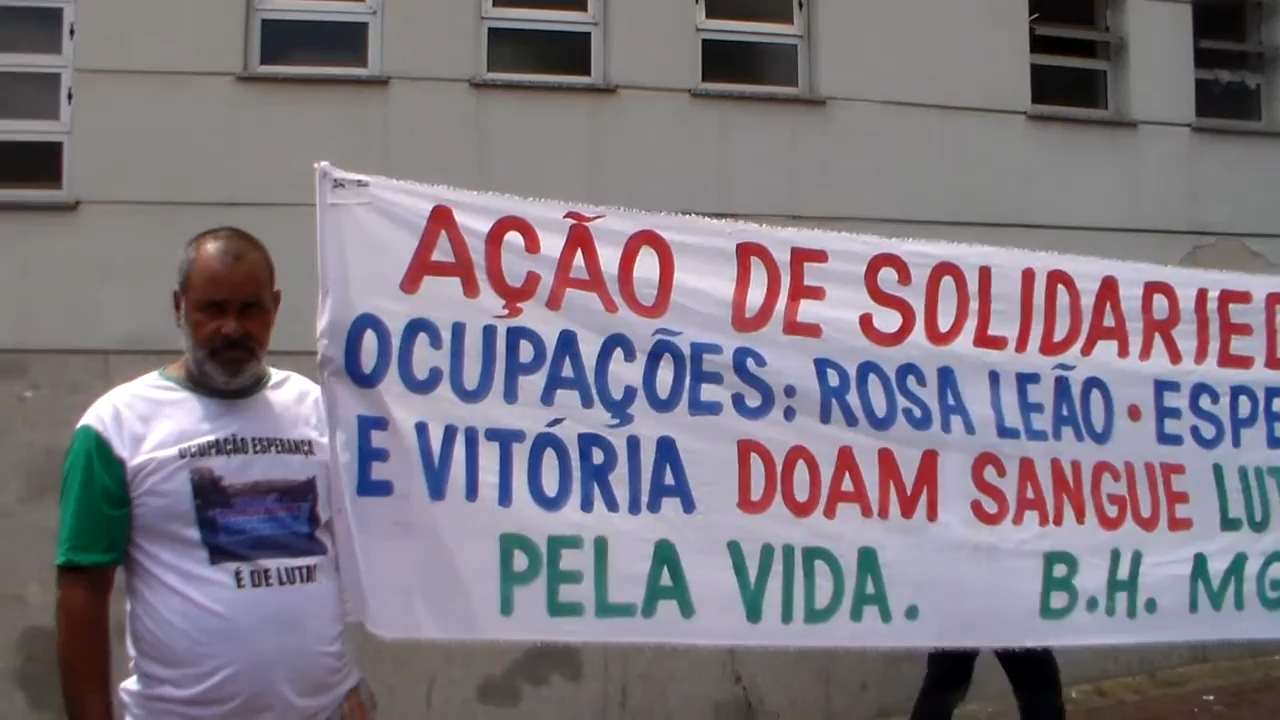 AÇÃO DE SOLIDARIED
OCUPAÇÕES: ROSA LEÃO • ESPE
E VITÓRIA DOAM SANGUE LUT
PELA VIDA. B.H. MG
OCUPAÇÃO ESPERANÇA
É DE LUTA!